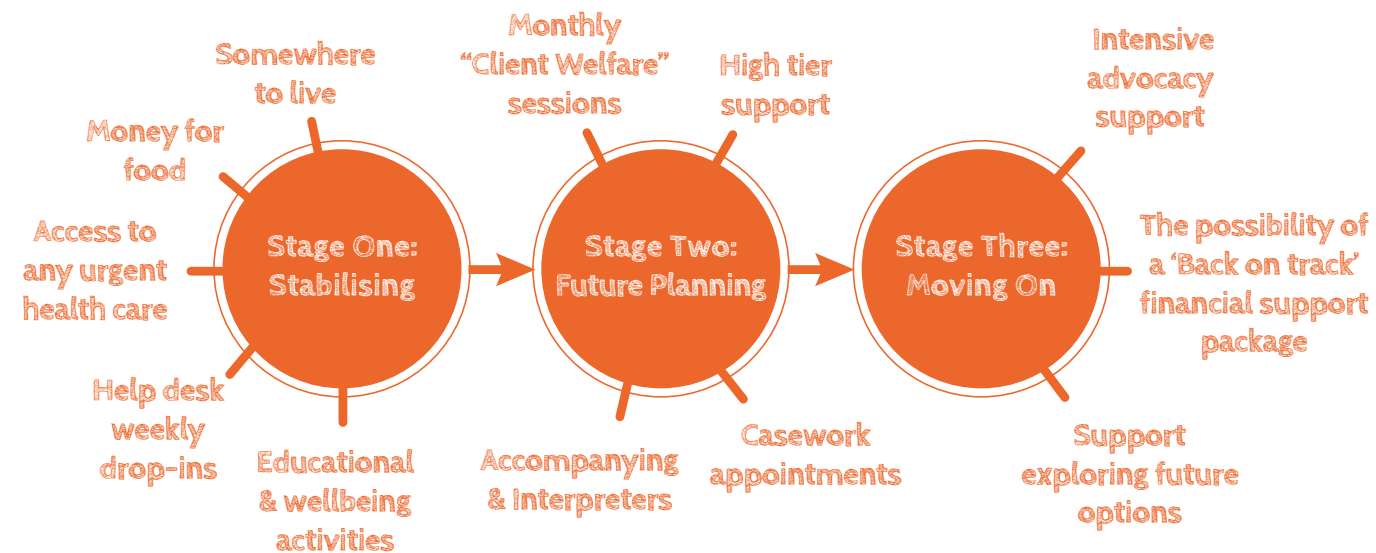 Somewhere
to live
Money for
food
Access to
any urgent
health care
Help desk
weekly
drop-ins
Educational
& wellbeing
activities
Stage One:
Stabilising
Monthly
“Client Welfare”
sessions
High tier
support
Stage Two:
Future Planning
Accompanying
& Interpreters
Casework
appointments
Intensive
advocacy
support
Stage Three:
Moving On
The possibility of
a ‘Back on track’
financial support
package
Support
exploring future
options